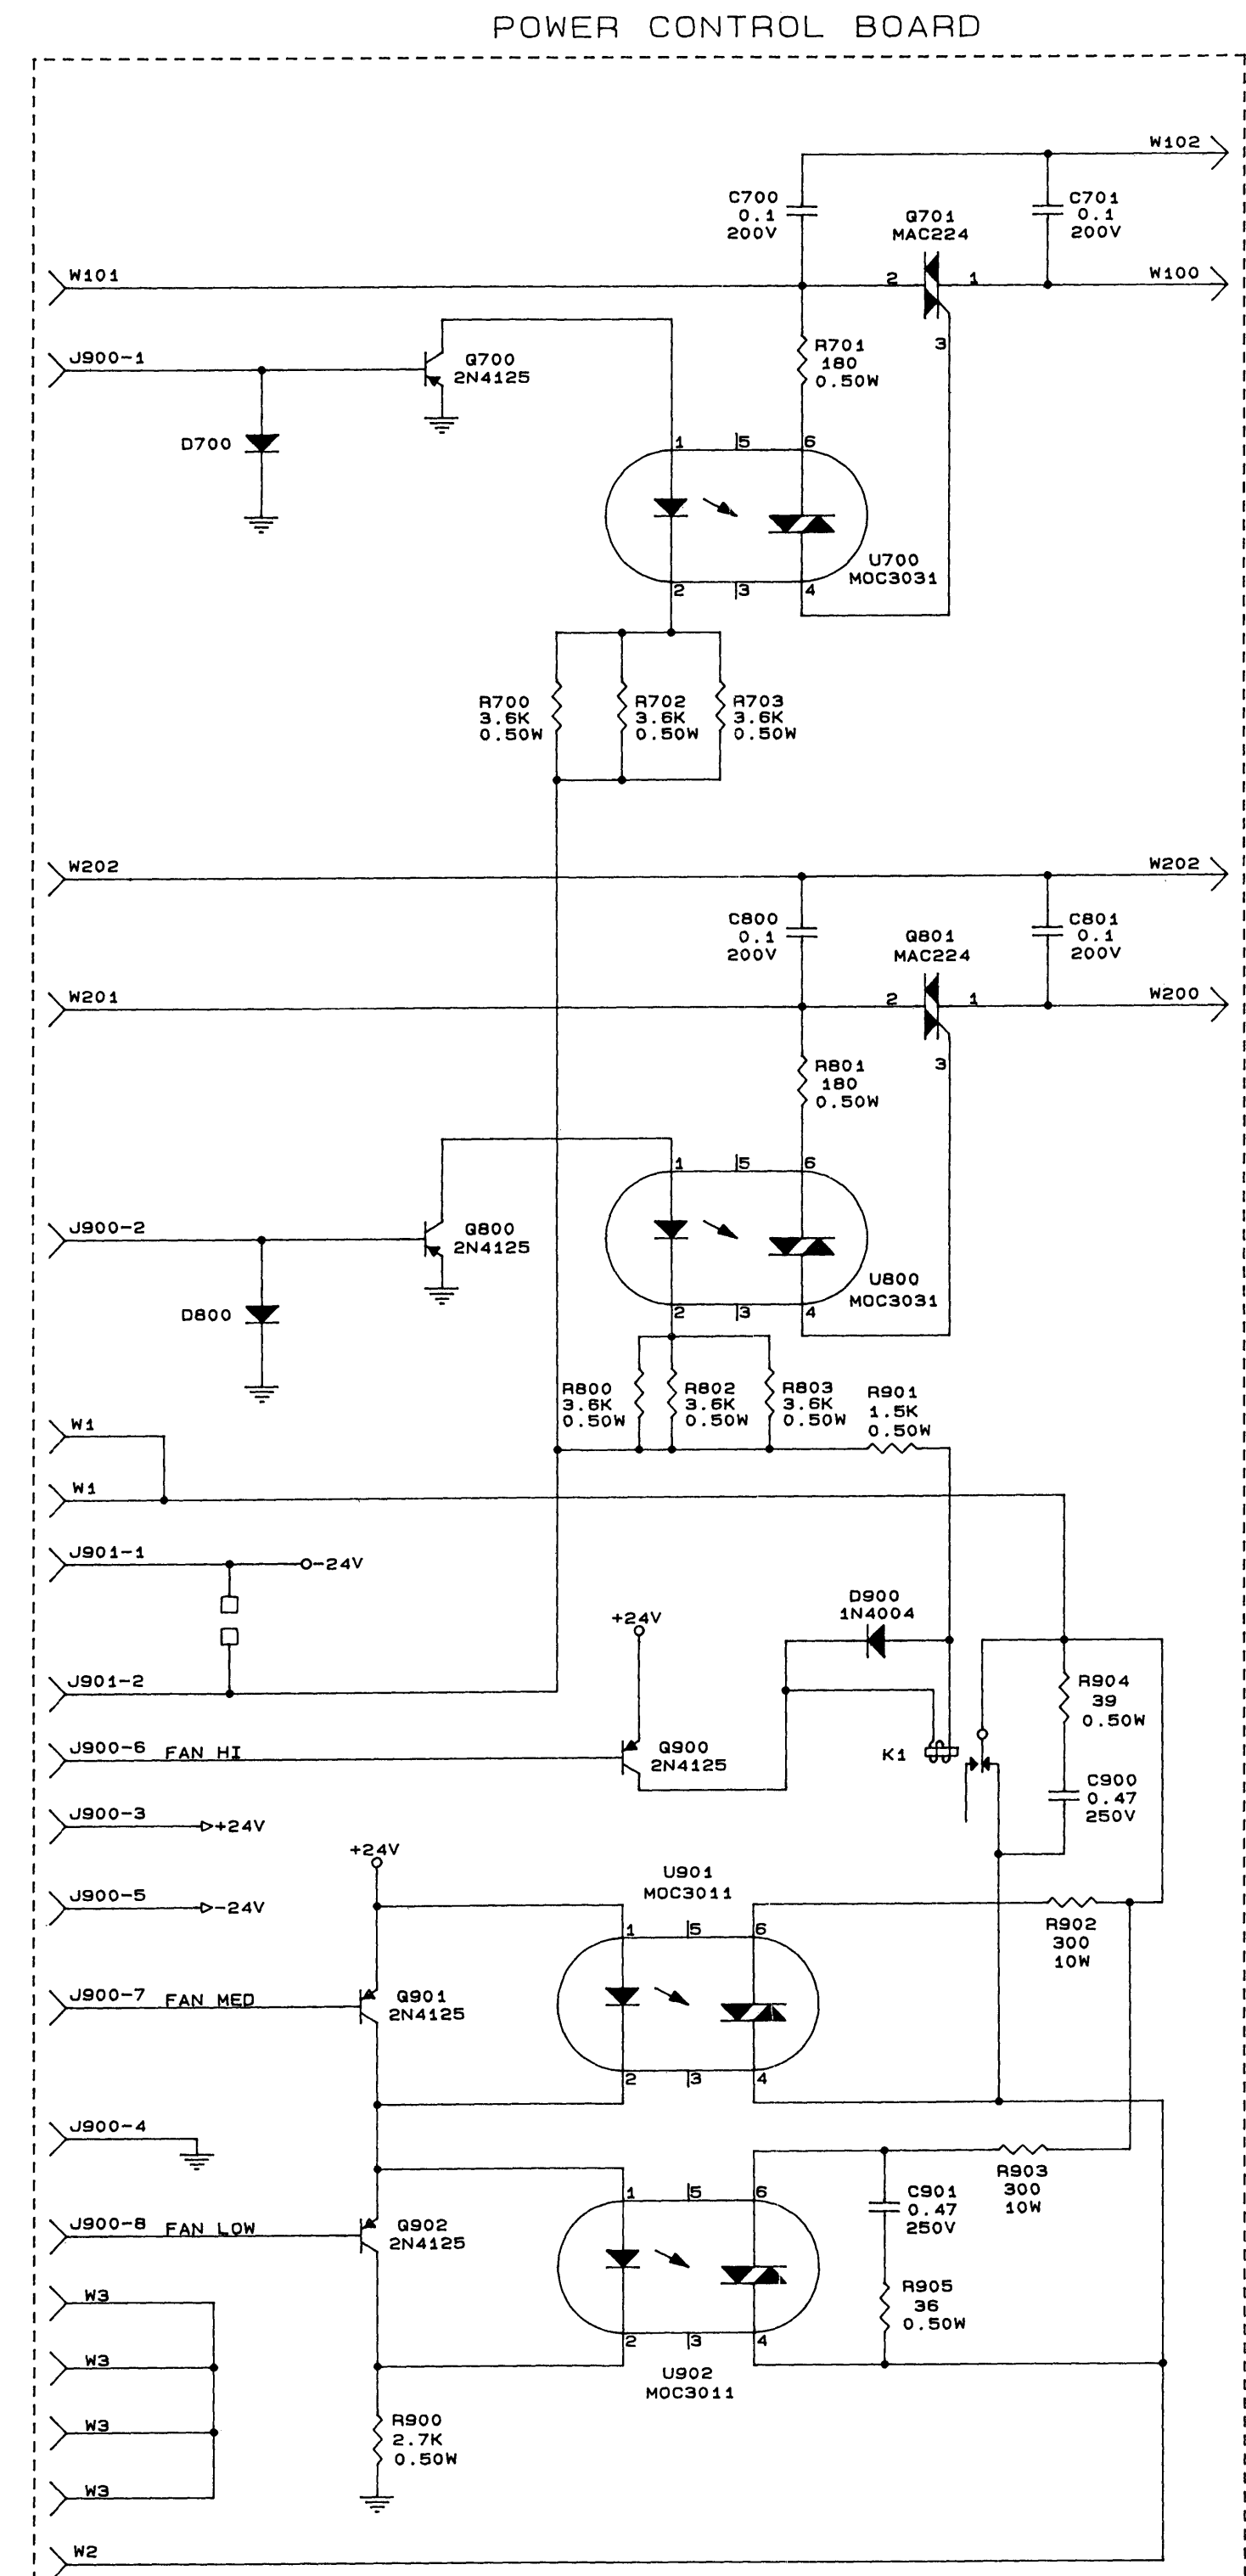 POWER CONTROL BOARD
W102
C700
0.1
200V
Q701
MAC224
C701
0.1
200V
W101
2
1
W100
J900-1
Q700
2N4125
R701
180
0.50W
3
D700
1
5
6
U700
MOC3031
2
3
4
R700
3.6K
0.50W
R702
3.6K
0.50W
R703
3.6K
0.50W
W202
W202
C800
0.1
200V
Q801
MAC224
C801
0.1
200V
W201
2
1
W200
R801
180
0.50W
3
1
5
6
J900-2
Q800
2N4125
U800
MOC3031
D800
2
3
4
R800
3.6K
0.50W
R802
3.6K
0.50W
R803
3.6K
0.50W
R901
1.5K
0.50W
W1
W1
J901-1
-24V
D900
1N4004
+24V
J901-2
R904
39
0.50W
J900-6 FAN HI
Q900
2N4125
K1
C900
0.47
250V
J900-3
+24V
+24V
U901
MOC3011
J900-5
-24V
1
5
6
R902
300
10W
J900-7 FAN MED
Q901
2N4125
2
3
4
J900-4
R903
300
10W
1
5
6
C901
0.47
250V
J900-8 FAN LOW
Q902
2N4125
R905
36
0.50W
W3
2
3
4
W3
U902
MOC3011
R900
2.7K
0.50W
W3
W3
W2